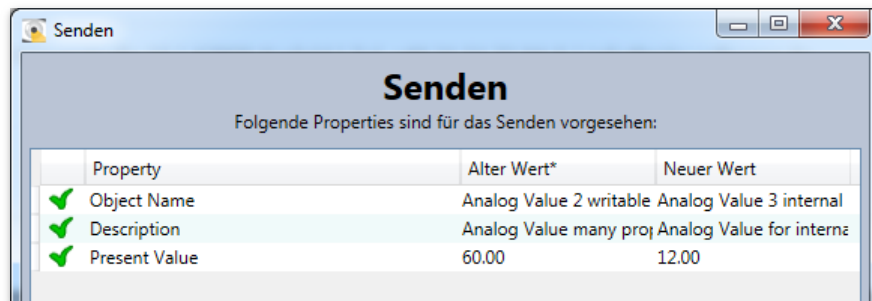 Senden
Senden
Folgende Properties sind für das Senden vorgesehen:
Property Alter Wert* Neuer Wert
Object Name Analog Value 2 writable Analog Value 3 internal
Description Analog Value many Analog Value for
Present Value 60.00 12.00